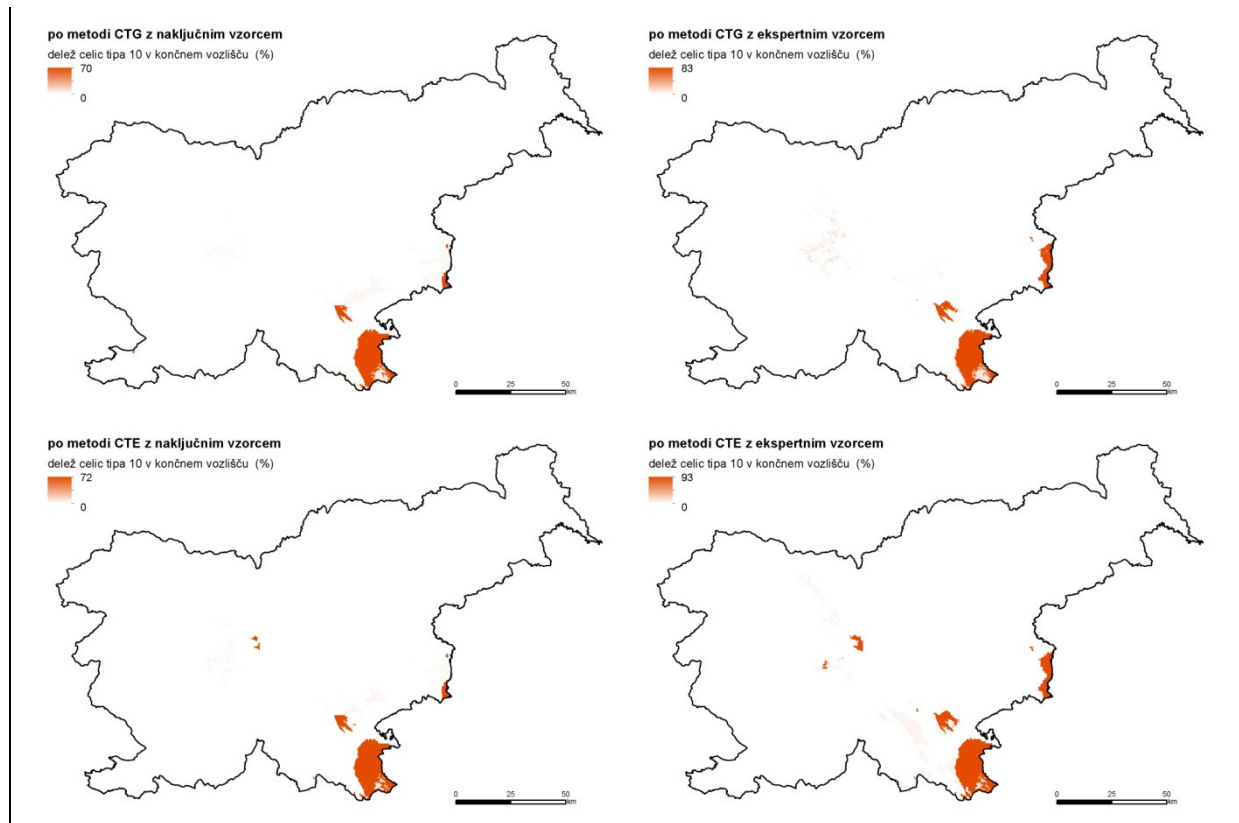 po metodi CTG z naključnim vzorcem
delež celic tipa 10 v končnem vozlišču (%)
70
0
0 25 50
km
po metodi CTG z ekspertnim vzorcem
delež celic tipa 10 v končnem vozlišču (%)
83
0
0 25 50
km
po metodi CTE z naključnim vzorcem
delež celic tipa 10 v končnem vozlišču (%)
72
0
0 25 50
km
po metodi CTE z ekspertnim vzorcem
delež celic tipa 10 v končnem vozlišču (%)
93
0
0 25 50
km